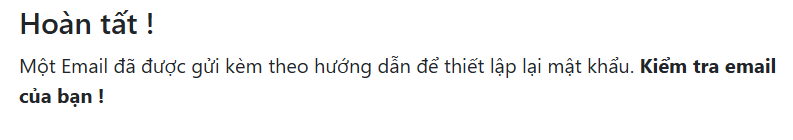 Hoàn tất !
Một Email đã được gửi kèm theo hướng dẫn để thiết lập lại mật khẩu. Kiểm tra email
của bạn !